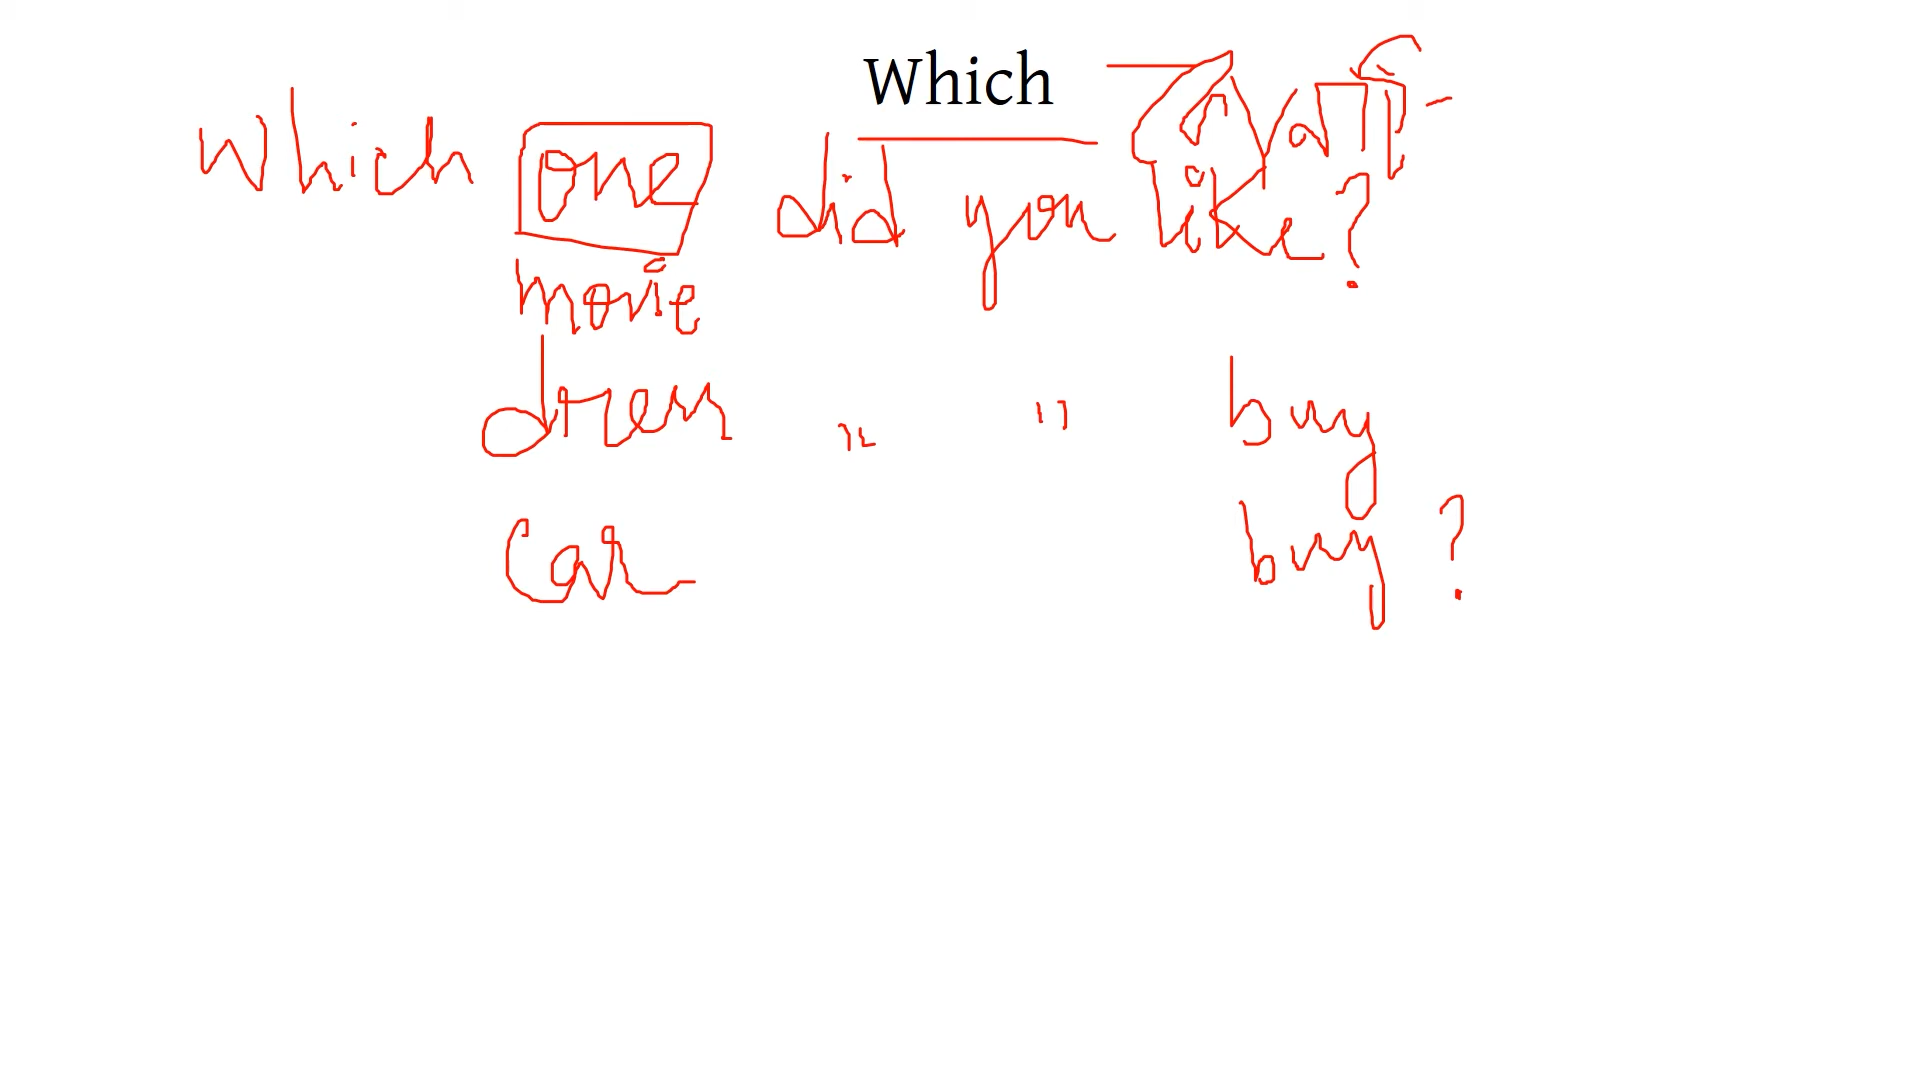 Which
Which one did you like?
movie
dress " " buy
car buy ?